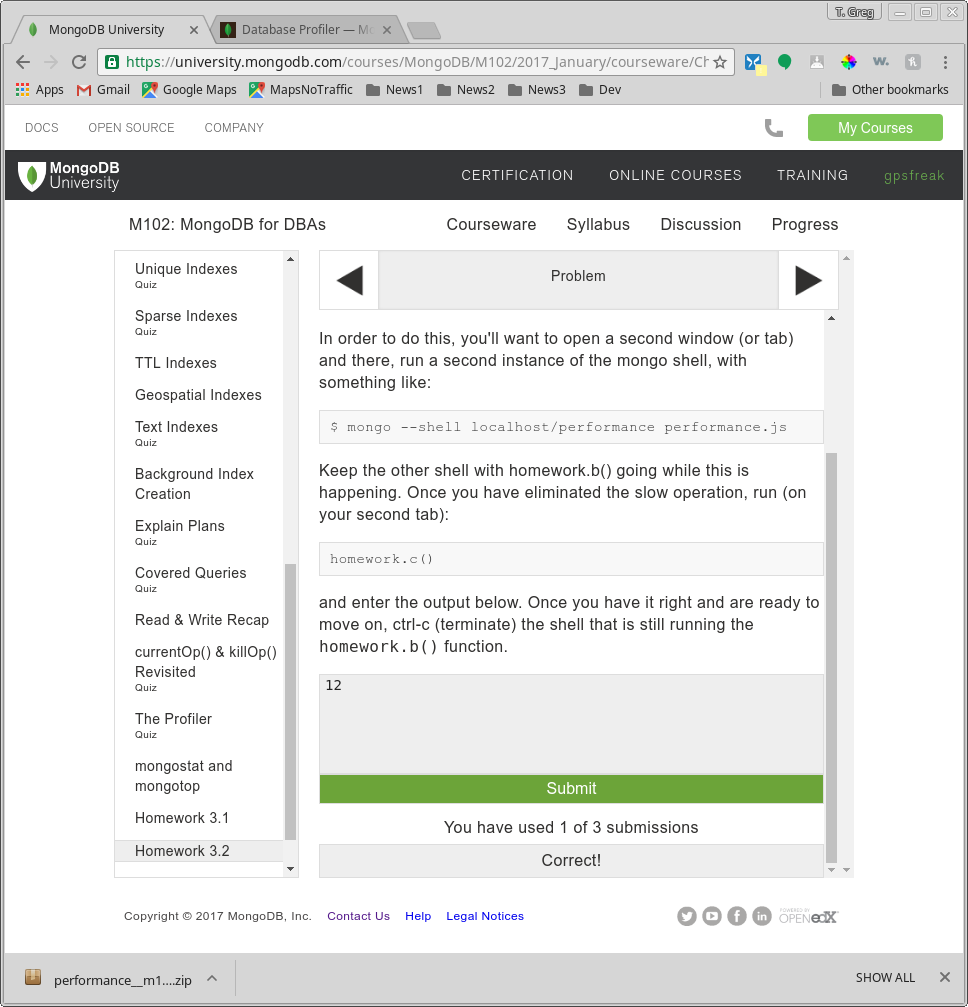 T. Greg
MongoDB University
Database Profiler — Mo
https://university.mongodb.com/courses/MongoDB/M102/2017_January/courseware/Ch
w.
Apps Gmail Google Maps MapsNoTraffic News1 News2 News3 Dev Other bookmarks
DOCS OPEN SOURCE COMPANY My Courses
MongoDB
University
CERTIFICATION ONLINE COURSES TRAINING gpsfreak
M102: MongoDB for DBAs Courseware Syllabus Discussion Progress
Unique Indexes
Quiz
Sparse Indexes
Quiz
TTL Indexes
Geospatial Indexes
Text Indexes
Quiz
Background Index
Creation
Explain Plans
Quiz
Covered Queries
Quiz
Read & Write Recap
currentOp() & killOp()
Revisited
Quiz
The Profiler
Quiz
mongostat and
mongotop
Homework 3.1
Homework 3.2
Problem
In order to do this, you'll want to open a second window (or tab)
and there, run a second instance of the mongo shell, with
something like:
$ mongo --shell localhost/performance performance.js
Keep the other shell with homework.b() going while this is
happening. Once you have eliminated the slow operation, run (on
your second tab):
homework.c()
and enter the output below. Once you have it right and are ready to
move on, ctrl-c (terminate) the shell that is still running the
homework.b() function.
12
Submit
You have used 1 of 3 submissions
Correct!
Copyright © 2017 MongoDB, Inc. Contact Us Help Legal Notices
POWERED BY
OPEN edX
performance__m1....zip
SHOW ALL